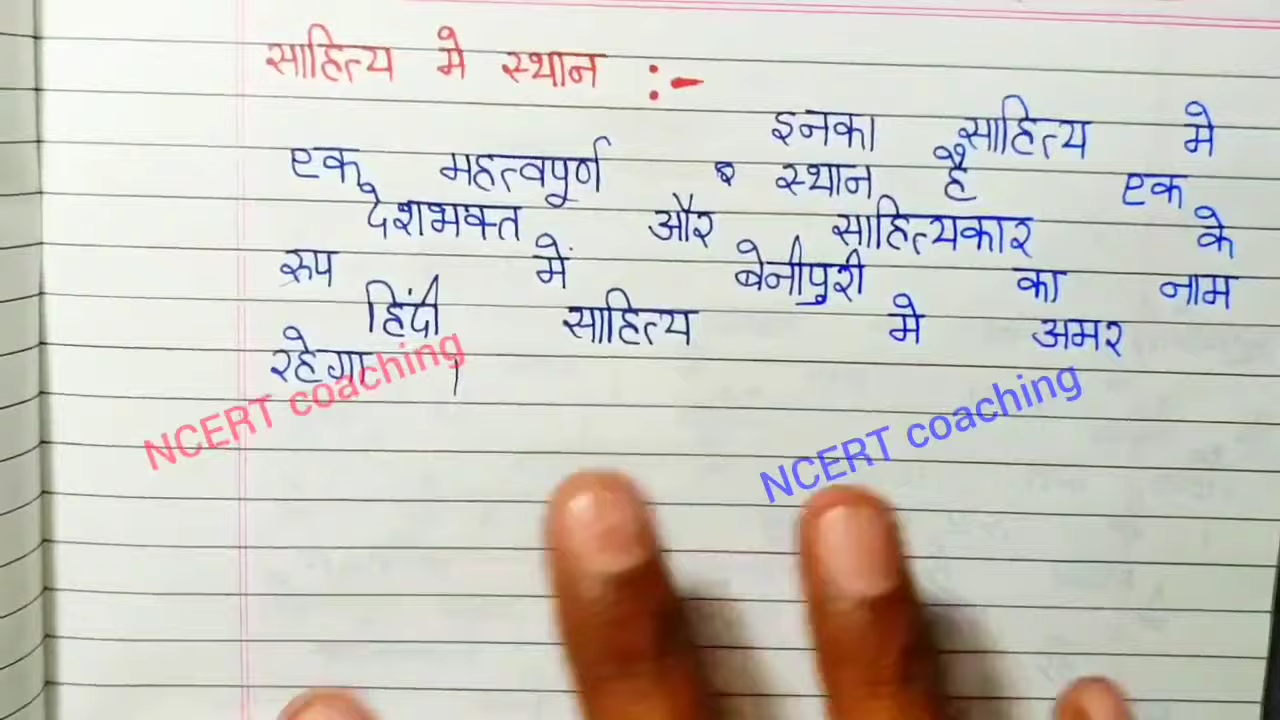 साहित्य मे स्थान :-
इनका साहित्य मे
एक महत्वपूर्ण स्थान है एक
देशभक्त और साहित्यकार के
रूप में बेनीपुरी का नाम
हिंदी साहित्य मे अमर
रहेगा ।
NCERT coaching
NCERT coaching